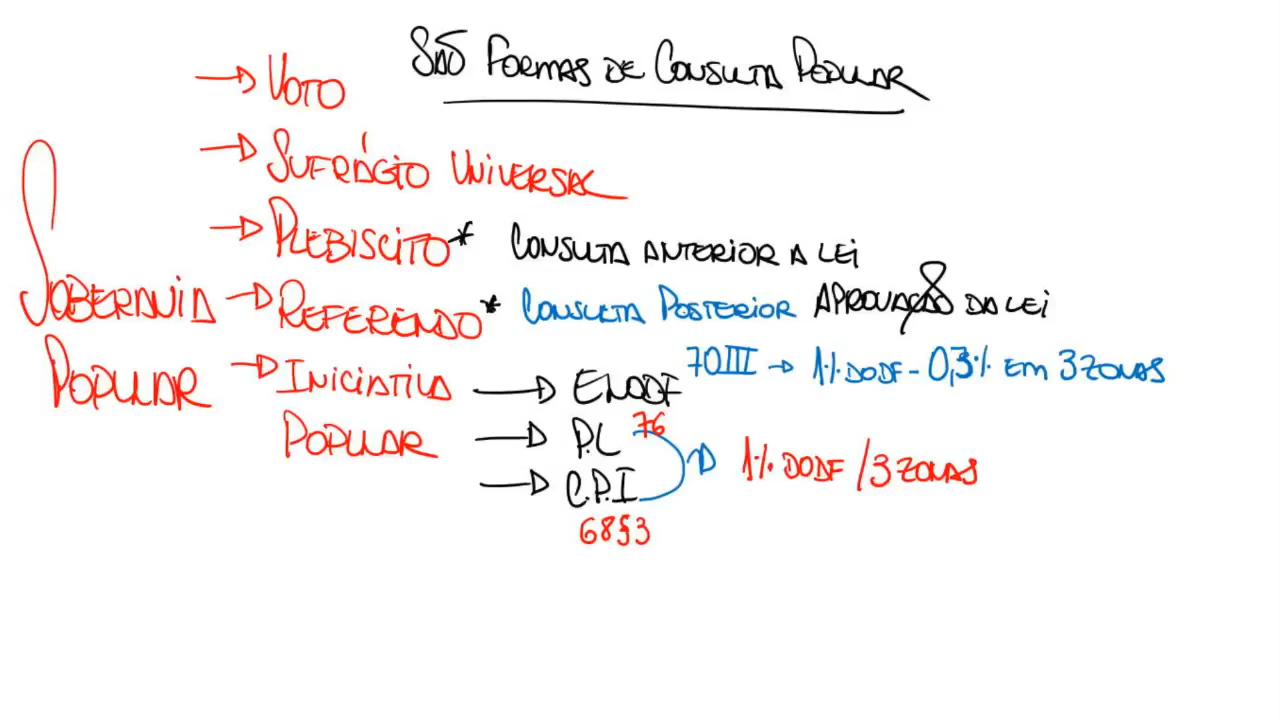 SÃO FORMAS DE CONSULTA POPULAR
→ VOTO
→ SUFRÁGIO UNIVERSAL
→ PLEBISCITO* CONSULTA ANTERIOR A LEI
SOBERANIA POPULAR
→ REFERENDO* CONSULTA POSTERIOR APROVAÇÃO DA LEI
→ INICIATIVA POPULAR
→ ELODF 70III → 1% DODF - 0,3% EM 3 ZONAS
→ P.L 76
→ C.P.I
68§3
→ 1% DODF / 3 ZONAS